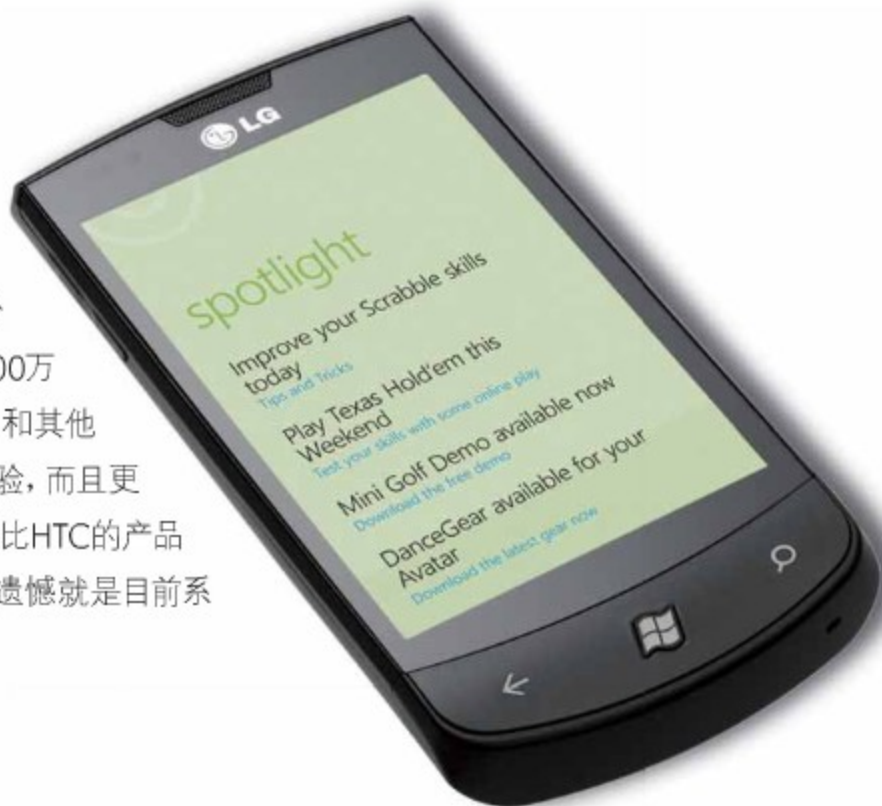 LG
spotlight
Improve your Scrabble skills
today
Tips and Tricks
Play Texas Hold'em this
Weekend
Test your skills with some online play
Mini Golf Demo available now
Download the free demo
DanceGear available for your
Avatar
Download the latest gear now
00万
和其他
验，而且更
比HTC的产品
遗憾就是目前系